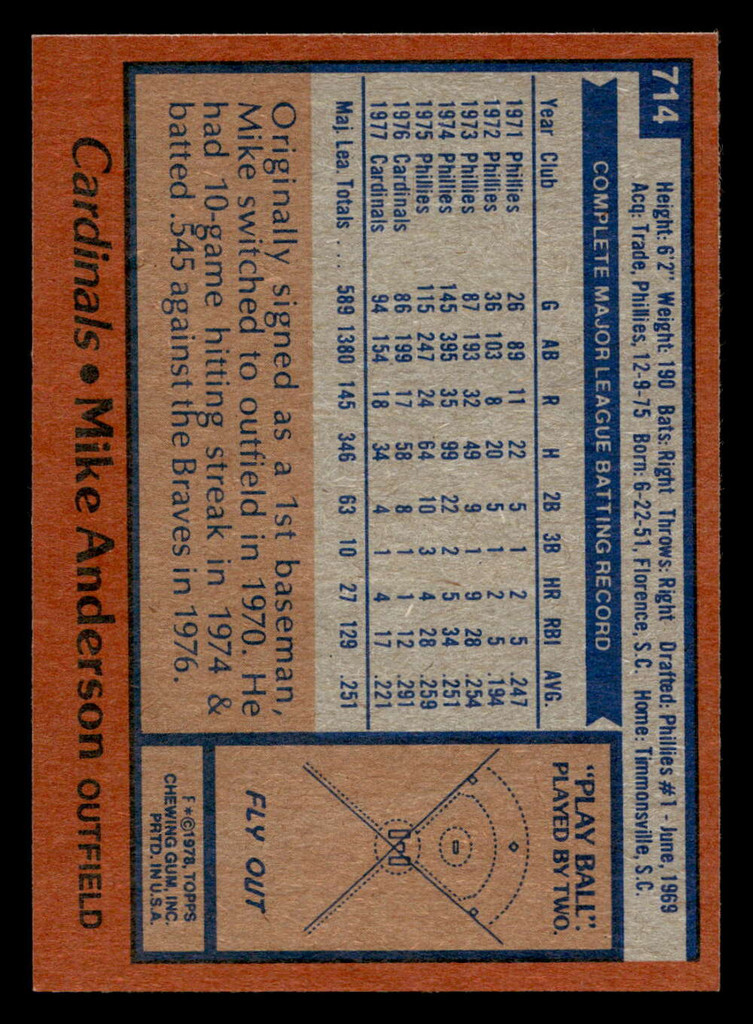 714
Height: 6'2" Weight: 190 Bats: Right Throws: Right Drafted: Phillies #1 - June, 1969
Acq: Trade, Phillies, 12-9-75 Born: 6-22-51, Florence, S.C. Home: Timmonsville, S.C.
COMPLETE MAJOR LEAGUE BATTING RECORD
Year Club G AB R H 2B 3B HR RBI AVG.
1971 Phillies 26 89 11 22 5 1 2 5 .247
1972 Phillies 36 103 8 20 5 1 2 5 .194
1973 Phillies 87 193 32 49 9 1 9 28 .254
1974 Phillies 145 395 35 99 22 2 5 34 .251
1975 Phillies 115 247 24 64 10 3 4 28 .259
1976 Cardinals 86 199 17 58 8 1 1 12 .291
1977 Cardinals 94 154 18 34 4 1 4 17 .221
Maj. Lea. Totals .... 589 1380 145 346 63 10 27 129 .251
Originally signed as a 1st baseman,
Mike switched to outfield in 1970. He
had 10-game hitting streak in 1974 &
batted .545 against the Braves in 1976.
"PLAY BALL".
PLAYED BY TWO.
FLY OUT
F*©1978, TOPPS
CHEWING GUM, INC.
PRTD. IN U.S.A.
Cardinals • Mike Anderson OUTFIELD